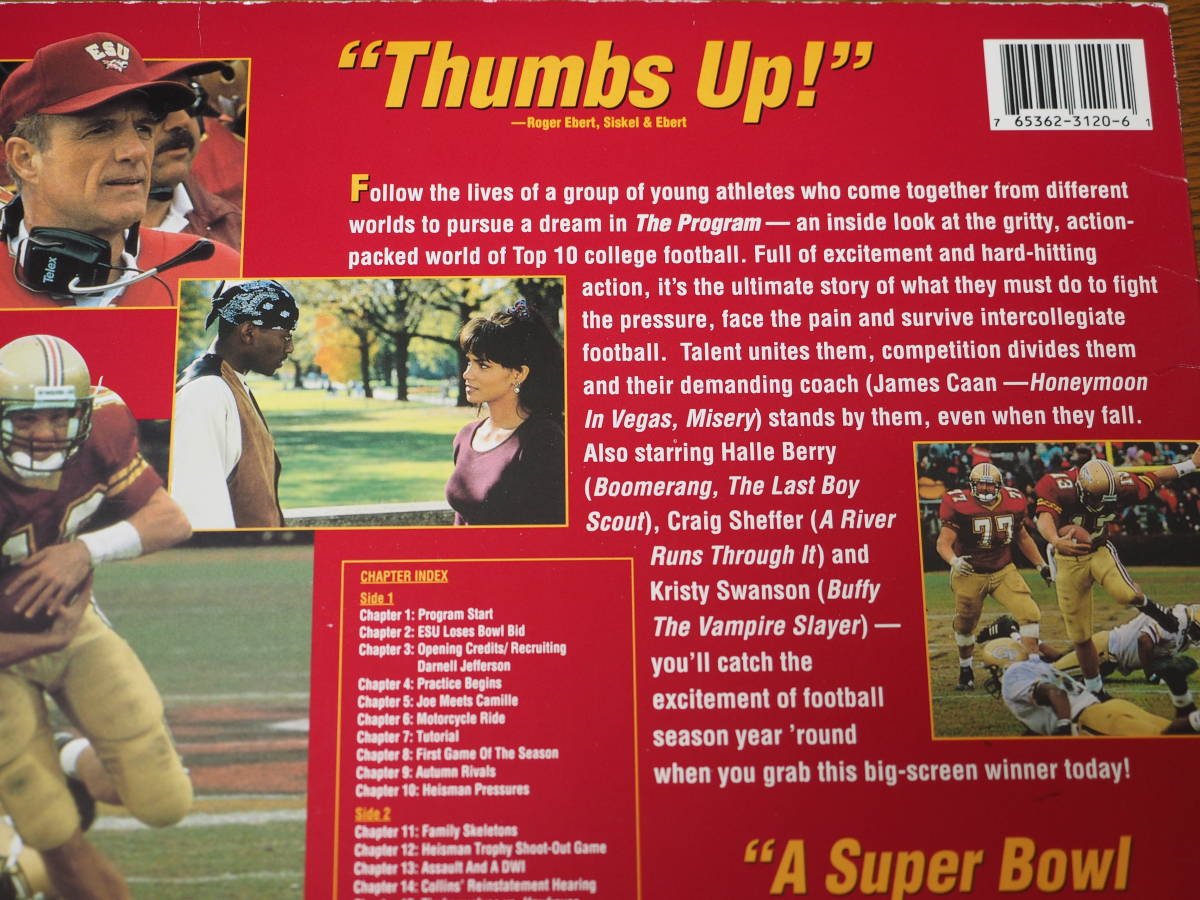 ESU
Telex
"Thumbs Up!"
—Roger Ebert, Siskel & Ebert
7 65362-3120-6 1
Follow the lives of a group of young athletes who come together from different
worlds to pursue a dream in The Program — an inside look at the gritty, action-
packed world of Top 10 college football. Full of excitement and hard-hitting
action, it's the ultimate story of what they must do to fight
the pressure, face the pain and survive intercollegiate
football. Talent unites them, competition divides them
and their demanding coach (James Caan —Honeymoon
In Vegas, Misery) stands by them, even when they fall.
Also starring Halle Berry
(Boomerang, The Last Boy
Scout), Craig Sheffer (A River
Runs Through It) and
Kristy Swanson (Buffy
The Vampire Slayer) —
you'll catch the
excitement of football
season year 'round
when you grab this big-screen winner today!
77
13
CHAPTER INDEX
Side 1
Chapter 1: Program Start
Chapter 2: ESU Loses Bowl Bid
Chapter 3: Opening Credits/ Recruiting
Darnell Jefferson
Chapter 4: Practice Begins
Chapter 5: Joe Meets Camille
Chapter 6: Motorcycle Ride
Chapter 7: Tutorial
Chapter 8: First Game Of The Season
Chapter 9: Autumn Rivals
Chapter 10: Heisman Pressures
Side 2
Chapter 11: Family Skeletons
Chapter 12: Heisman Trophy Shoot-Out Game
Chapter 13: Assault And A DWI
Chapter 14: Collins' Reinstatement Hearing
"A Super Bowl